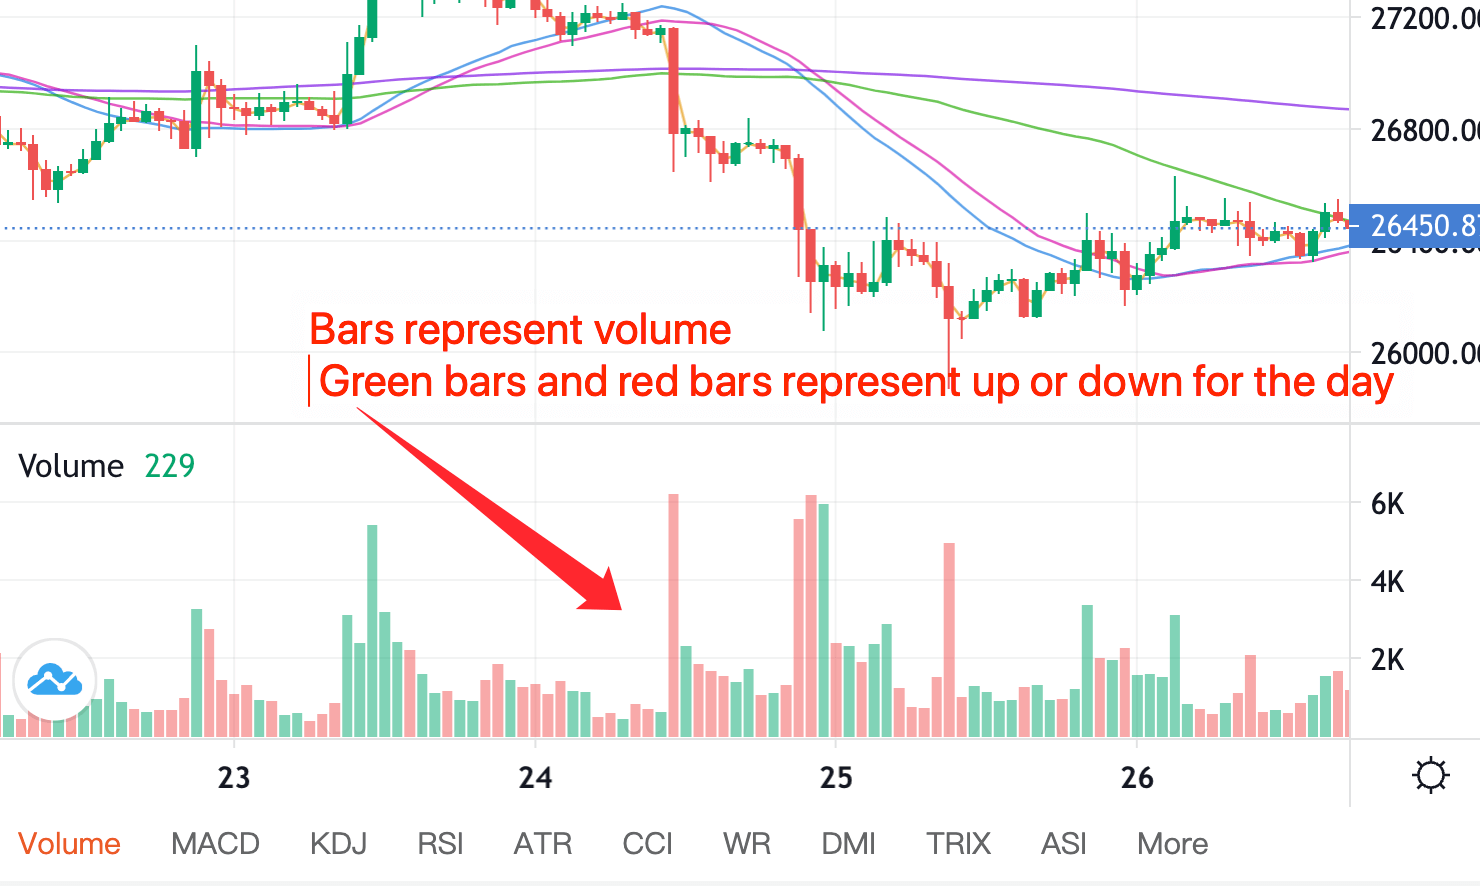 27200.0
26800.0
26450.8
Bars represent volume
Green bars and red bars represent up or down for the day
26000.0
Volume 229
6K
4K
2K
23 24 25 26
Volume MACD KDJ RSI ATR CCI WR DMI TRIX ASI More